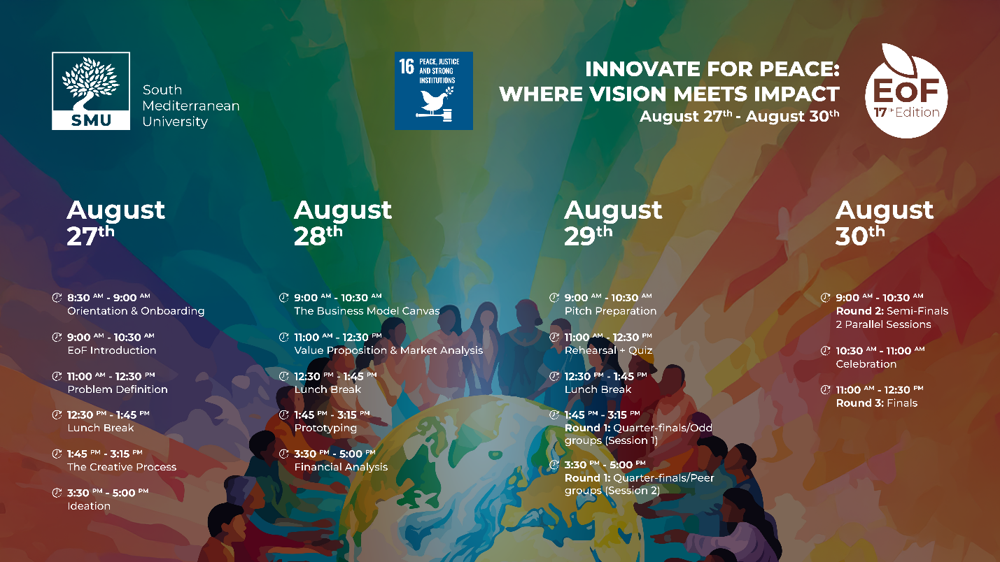 SMU
South
Mediterranean
University
16 PEACE, JUSTICE
AND STRONG
INSTITUTIONS
INNOVATE FOR PEACE:
WHERE VISION MEETS IMPACT
August 27th - August 30th
EoF
17th Edition
August
27th
8:30 AM - 9:00 AM
Orientation & Onboarding
9:00 AM - 10:30 AM
EoF Introduction
11:00 AM - 12:30 PM
Problem Definition
12:30 PM - 1:45 PM
Lunch Break
1:45 PM - 3:15 PM
The Creative Process
3:30 PM - 5:00 PM
Ideation
August
28th
9:00 AM - 10:30 AM
The Business Model Canvas
11:00 AM - 12:30 PM
Value Proposition & Market Analysis
12:30 PM - 1:45 PM
Lunch Break
1:45 PM - 3:15 PM
Prototyping
3:30 PM - 5:00 PM
Financial Analysis
August
29th
9:00 AM - 10:30 AM
Pitch Preparation
11:00 AM - 12:30 PM
Rehearsal + Quiz
12:30 PM - 1:45 PM
Lunch Break
1:45 PM - 3:15 PM
Round 1: Quarter-finals/Odd
groups (Session 1)
3:30 PM - 5:00 PM
Round 1: Quarter-finals/Peer
groups (Session 2)
August
30th
9:00 AM - 10:30 AM
Round 2: Semi-Finals
2 Parallel Sessions
10:30 AM - 11:00 AM
Celebration
11:00 AM - 12:30 PM
Round 3: Finals